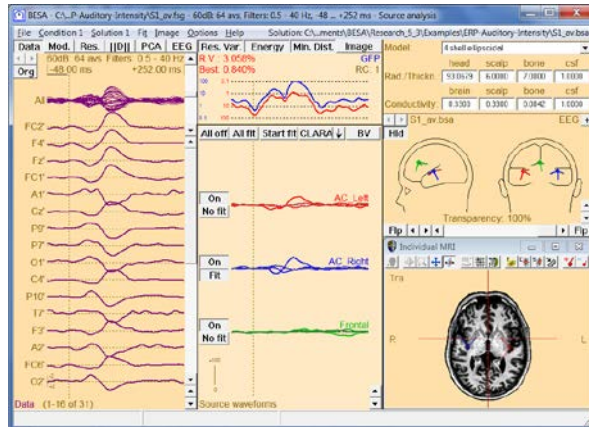 BESA - C:\...P-Auditory-Intensity\S1_av.fsg - 60dB: 64 avs, Filters: 0.5 - 40 Hz, -48 ... +252 ms - Source analysis
File Condition 1 Solution 1 Fit Image Options Help
Solution: C:\...ments\BESA\Research_5_3\Examples\ERP-Auditory-Intensity\S1_av.bsa
Data Mod. Res. ||D|| PCA EEG
Org
60dB 64 avs Filters 0.5 - 40 Hz
-48.00 ms +252.00 ms
All
FC2'
F4'
Fz'
FC1'
A1'
Cz'
P9'
P7'
O1'
C4'
P10'
T7'
F3'
A2'
FC6'
O2'
Data (1-16 of 31)
Res. Var. Energy Min. Dist. Image
R.V.: 3.058% GFP
Best: 0.840% RC: 1
All off All fit Start fit CLARA BV
On
No fit
AC_Left
On
Fit
AC_Right
On
No fit
Frontal
Source waveforms
Model 4 shell ellipsoidal
head scalp bone csf
Rad./Thickn. 6.0000 7.0000 1.0000
brein scalp bone csf
Conductivity: 0.3300 0.3300 0.0042 1.0000
S1_av.bsa EEG
Hld
Transparency: 100%
Flp Flp
Individual MRI
Tra
R L